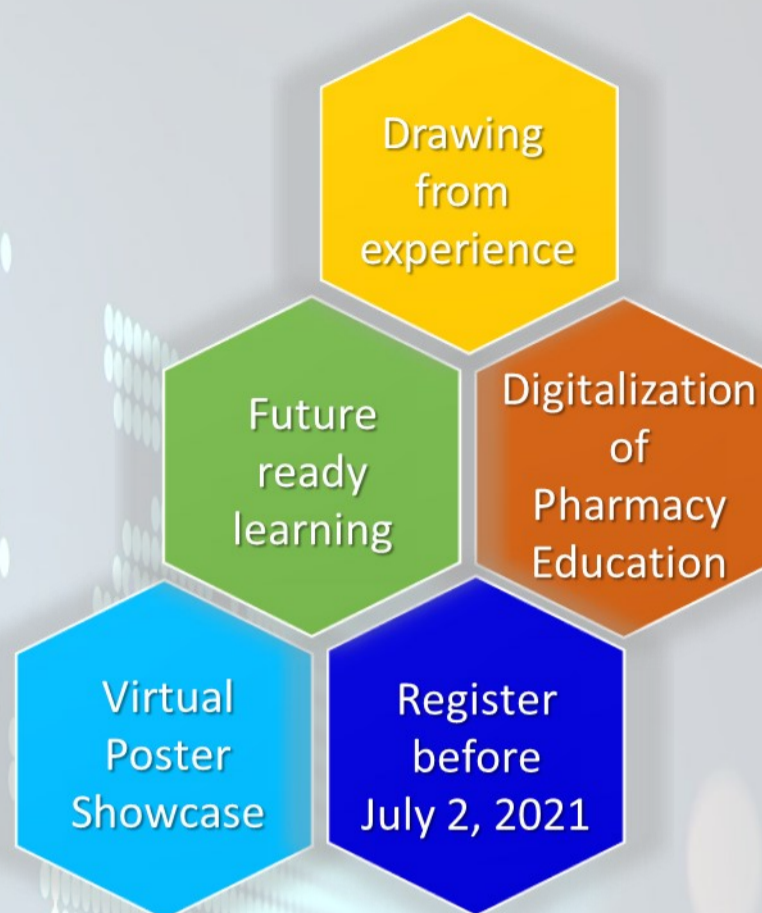 Drawing
from
experience
Future
ready
learning
Digitalization
of
Pharmacy
Education
Virtual
Poster
Showcase
Register
before
July 2, 2021